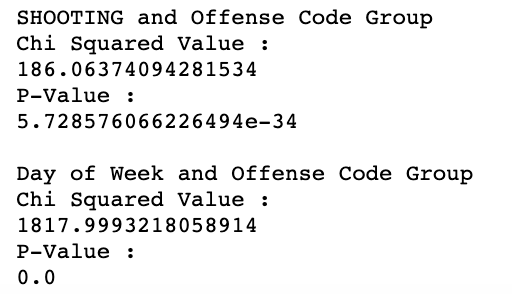 SHOOTING and Offense Code Group
Chi Squared Value :
186.06374094281534
P-Value :
5.728576066226494e-34
Day of Week and Offense Code Group
Chi Squared Value :
1817.9993218058914
P-Value :
0.0